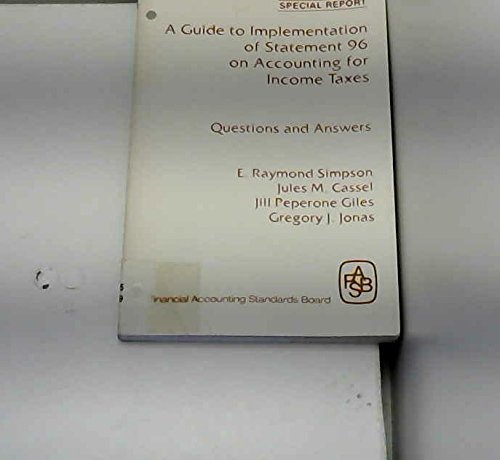 SPECIAL REPORT
A Guide to Implementation
of Statement 96
on Accounting for
Income Taxes
Questions and Answers
E. Raymond Simpson
Jules M. Cassel
Jill Peperone Giles
Gregory J. Jonas
Financial Accounting Standards Board
FASB